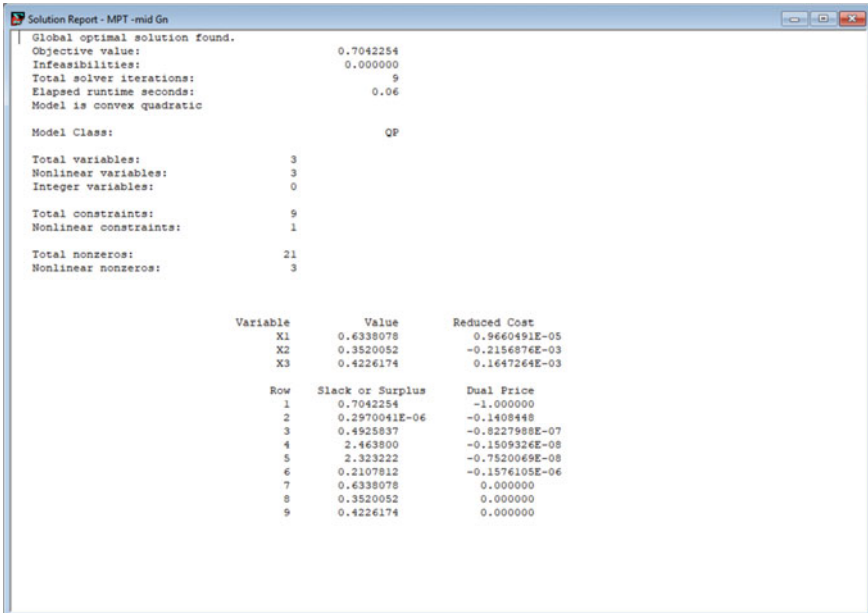 Solution Report - MPT -mid Gn
Global optimal solution found.
Objective value: 0.7042254
Infeasibilities: 0.000000
Total solver iterations: 9
Elapsed runtime seconds: 0.06
Model is convex quadratic
Model Class: QP
Total variables: 3
Nonlinear variables: 3
Integer variables: 0
Total constraints: 9
Nonlinear constraints: 1
Total nonzeros: 21
Nonlinear nonzeros: 3
Variable Value Reduced Cost
X1 0.6338078 0.9660491E-05
X2 0.3520052 -0.2156876E-03
X3 0.4226174 0.1647264E-03
Row Slack or Surplus Dual Price
1 0.7042254 -1.000000
2 0.2970041E-06 -0.1408448
3 0.4925837 -0.8227988E-07
4 2.463800 -0.1509326E-08
5 2.323222 -0.7520069E-08
6 0.2107812 -0.1576105E-06
7 0.6338078 0.000000
8 0.3520052 0.000000
9 0.4226174 0.000000